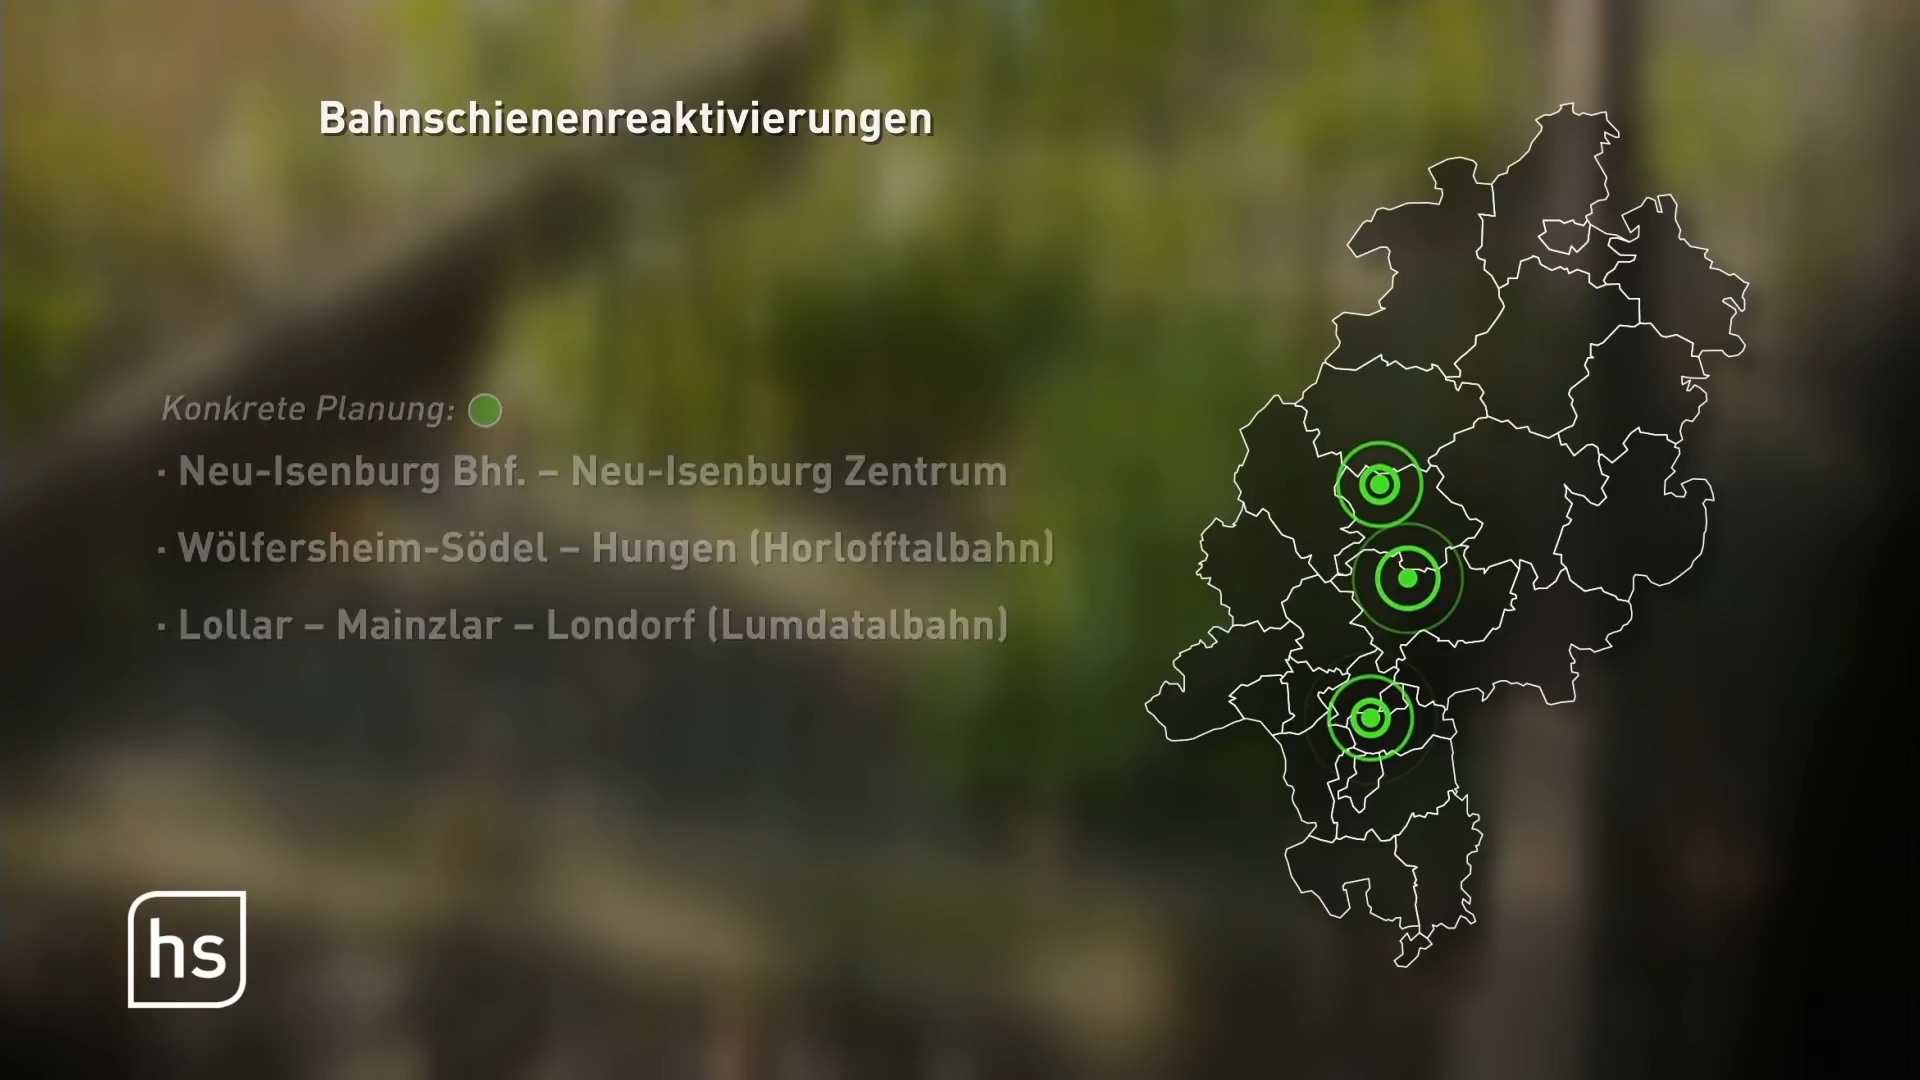 Bahnschienenreaktivierungen
Konkrete Planung:
· Neu-Isenburg Bhf. – Neu-Isenburg Zentrum
· Wölfersheim-Södel – Hungen (Horlofftalbahn)
· Lollar – Mainzlar – Londorf (Lumdatalbahn)
hs